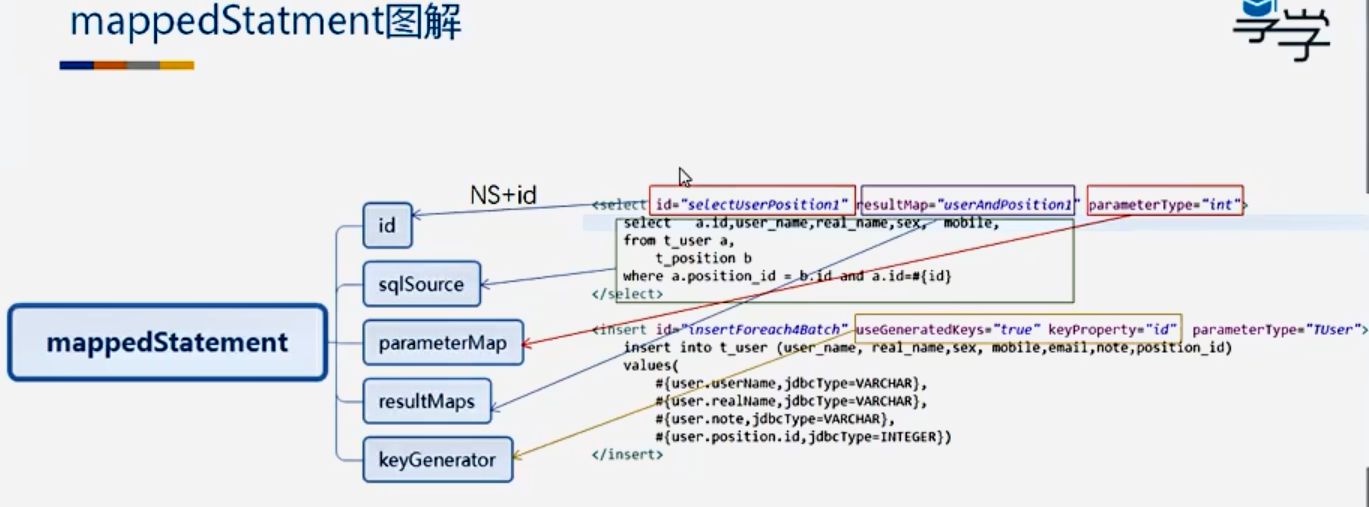 mappedStatment图解
享学
NS+id
mappedStatement
id
sqlSource
parameterMap
resultMaps
keyGenerator
<select id="selectUserPosition1" resultMap="userAndPosition1" parameterType="int">
select a.id,user_name,real_name,sex, mobile,
from t_user a,
t_position b
where a.position_id = b.id and a.id=#{id}
</select>
<insert id="insertForeach4Batch" useGeneratedKeys="true" keyProperty="id" parameterType="TUser">
insert into t_user (user_name, real_name,sex, mobile,email,note,position_id)
values(
#{user.userName,jdbcType=VARCHAR},
#{user.realName,jdbcType=VARCHAR},
#{user.note,jdbcType=VARCHAR},
#{user.position.id,jdbcType=INTEGER})
</insert>